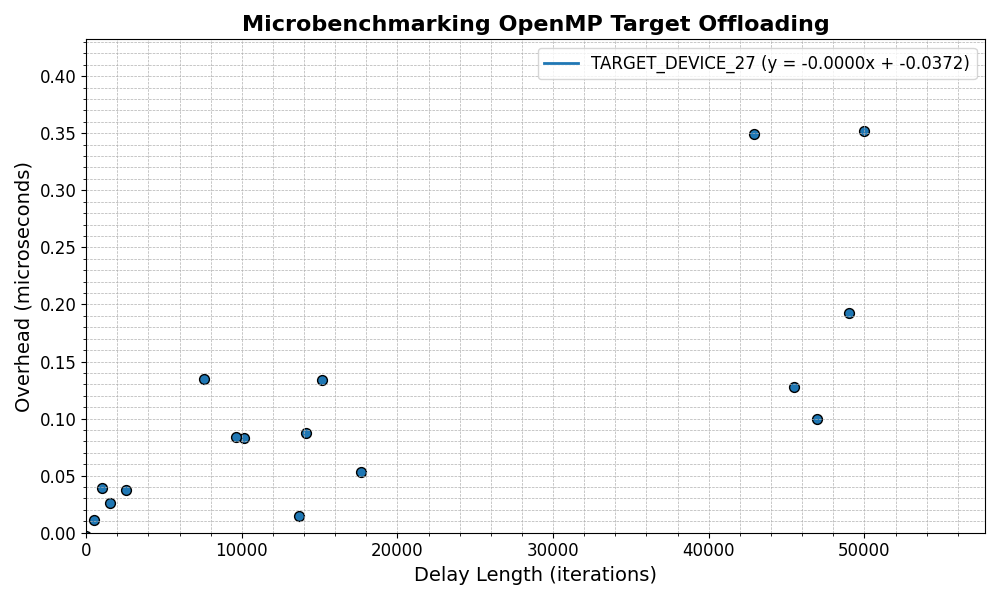 Microbenchmarking OpenMP Target Offloading
TARGET_DEVICE_27 (y = -0.0000x + -0.0372)
Overhead (microseconds)
0.40
0.35
0.30
0.25
0.20
0.15
0.10
0.05
0.00
0 10000 20000 30000 40000 50000
Delay Length (iterations)